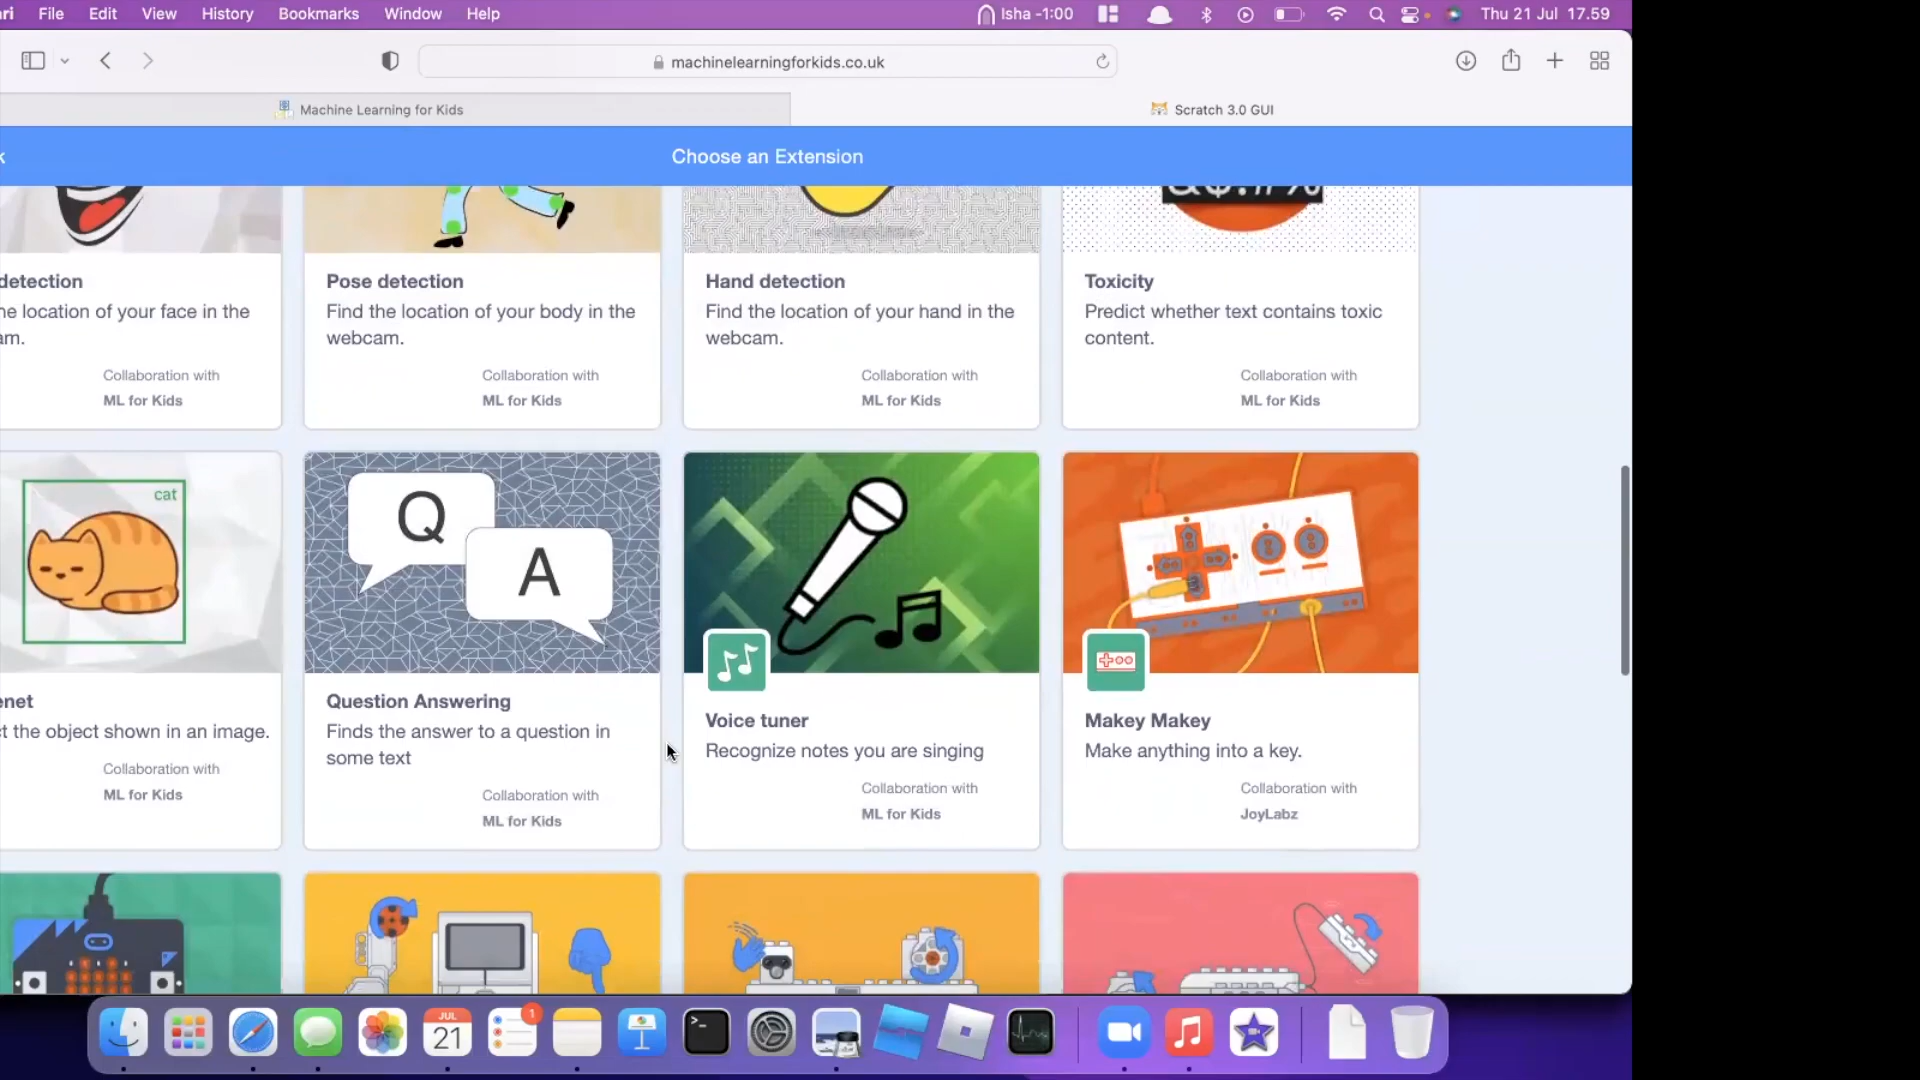 ri File Edit View History Bookmarks Window Help Isha -1:00 Thu 21 Jul 17.59
machinelearningforkids.co.uk
Machine Learning for Kids Scratch 3.0 GUI
k Choose an Extension
&$!#%
detection
he location of your face in the
am.
Collaboration with
ML for Kids
Pose detection
Find the location of your body in the
webcam.
Collaboration with
ML for Kids
Hand detection
Find the location of your hand in the
webcam.
Collaboration with
ML for Kids
Toxicity
Predict whether text contains toxic
content.
Collaboration with
ML for Kids
cat
enet
ct the object shown in an image.
Collaboration with
ML for Kids
Q
A
Question Answering
Finds the answer to a question in
some text
Collaboration with
ML for Kids
Voice tuner
Recognize notes you are singing
Collaboration with
ML for Kids
Makey Makey
Make anything into a key.
Collaboration with
JoyLabz
JUL
21
1